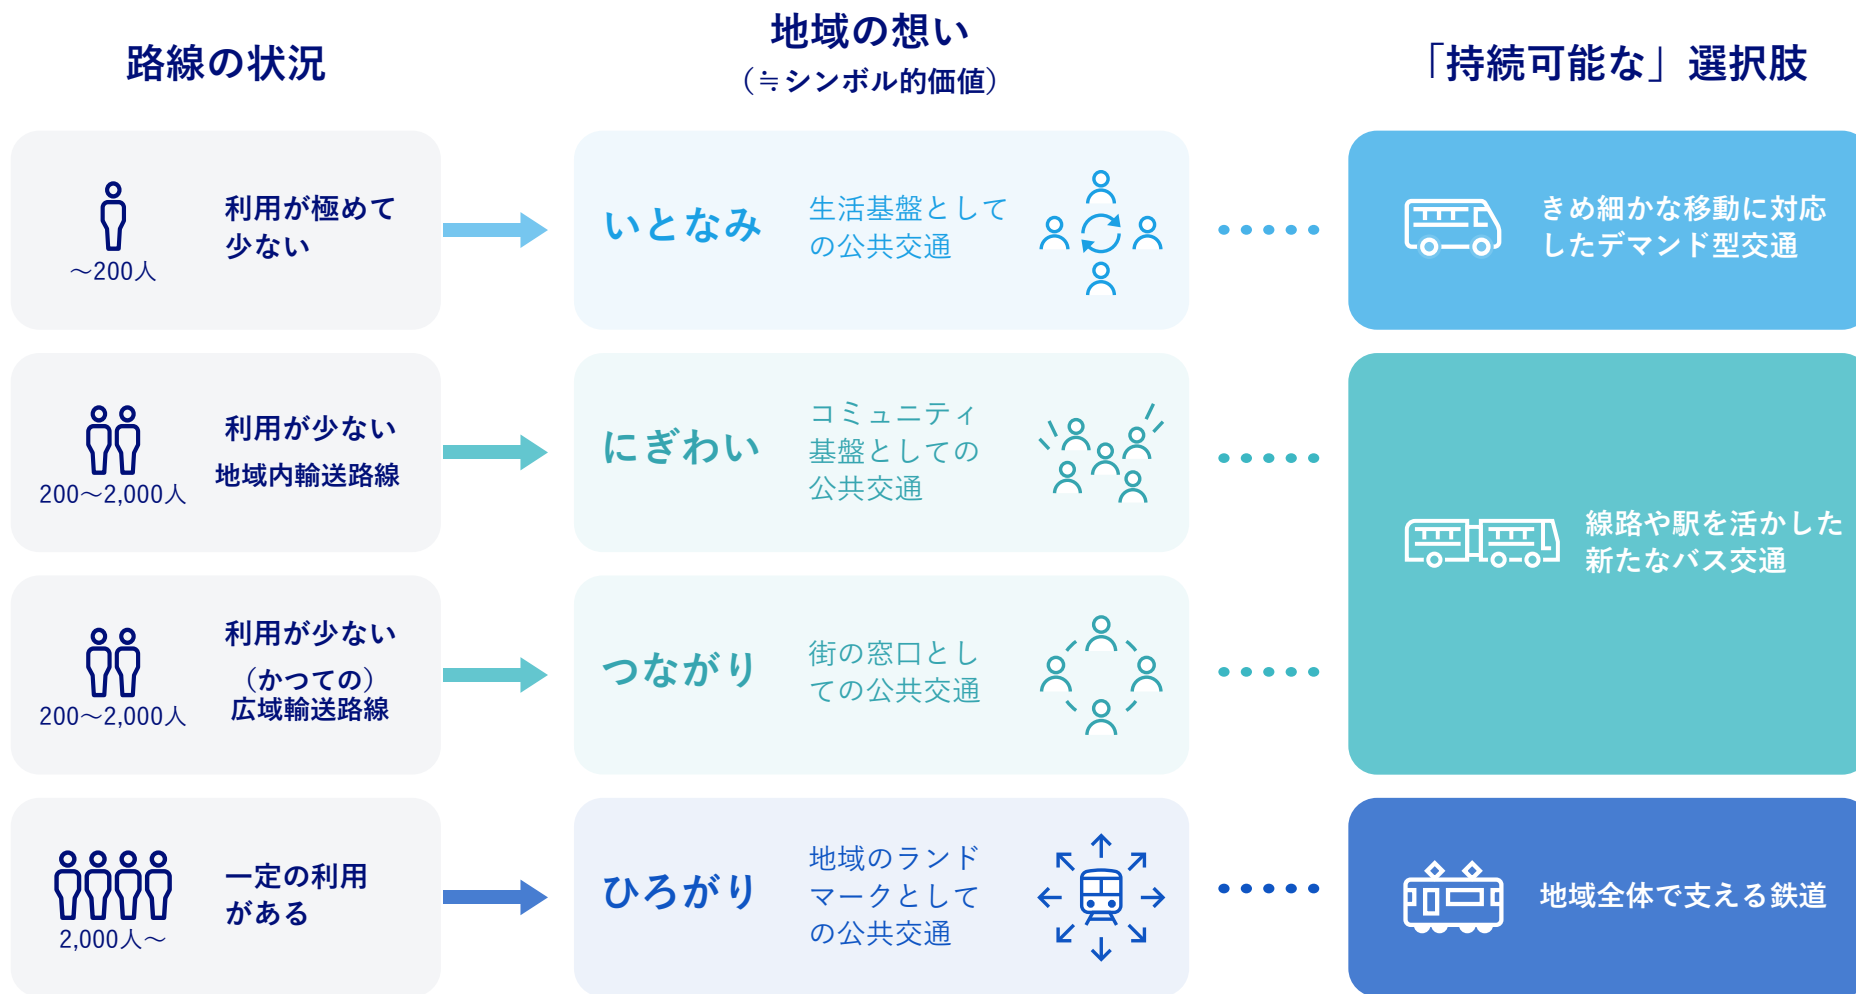 路線の状況
地域の想い
(≒シンボル的価値)
「持続可能な」選択肢
利用が極めて
少ない
〜200人
いとなみ
生活基盤として
の公共交通
きめ細かな移動に対応
したデマンド型交通
利用が少ない
地域内輸送路線
200〜2,000人
にぎわい
コミュニティ
基盤としての
公共交通
線路や駅を活かした
新たなバス交通
利用が少ない
(かつての)
広域輸送路線
200〜2,000人
つながり
街の窓口とし
ての公共交通
一定の利用
がある
2,000人〜
ひろがり
地域のランド
マークとして
の公共交通
地域全体で支える鉄道